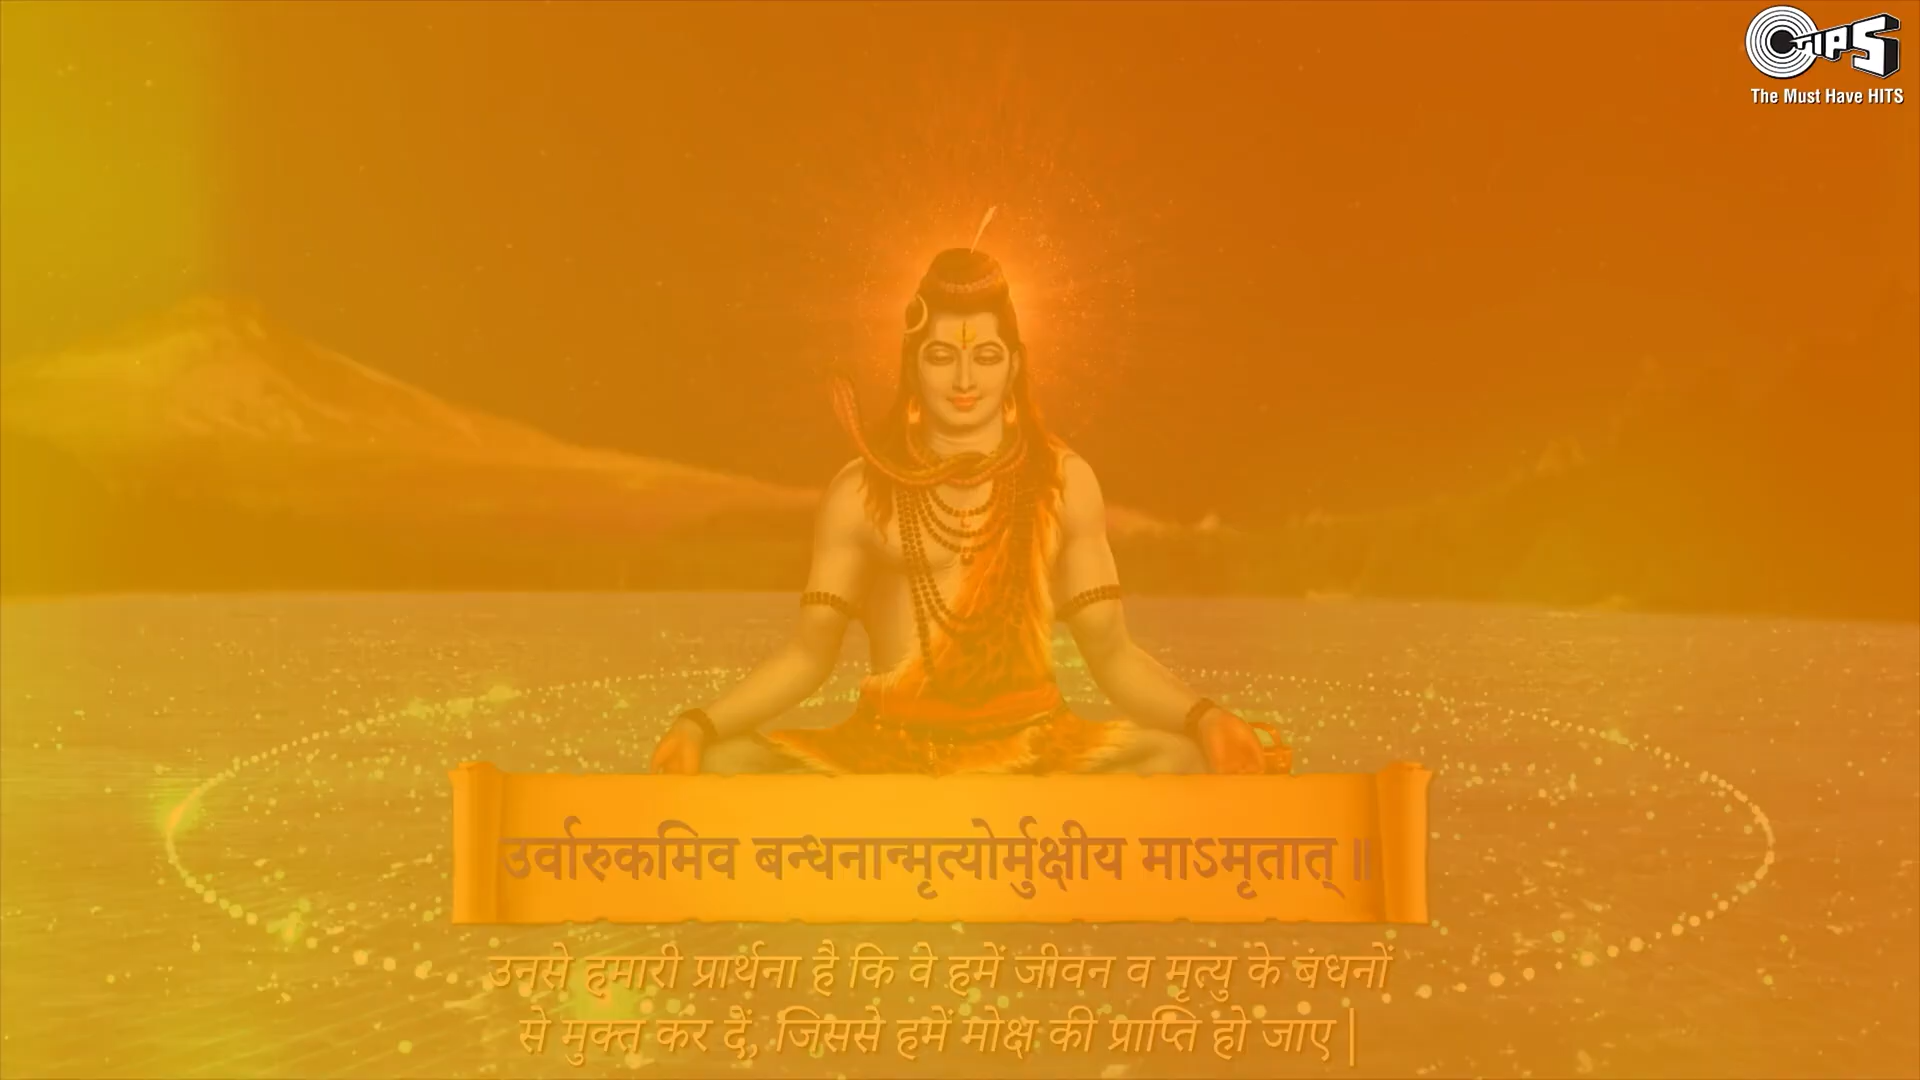 TIPS
The Must Have HITS
उर्वारुकमिव बन्धनान्मृत्योर्मुक्षीय माऽमृतात् ॥
उनसे हमारी प्रार्थना है कि वे हमें जीवन व मृत्यु के बंधनों
से मुक्त कर दें, जिससे हमें मोक्ष की प्राप्ति हो जाए |